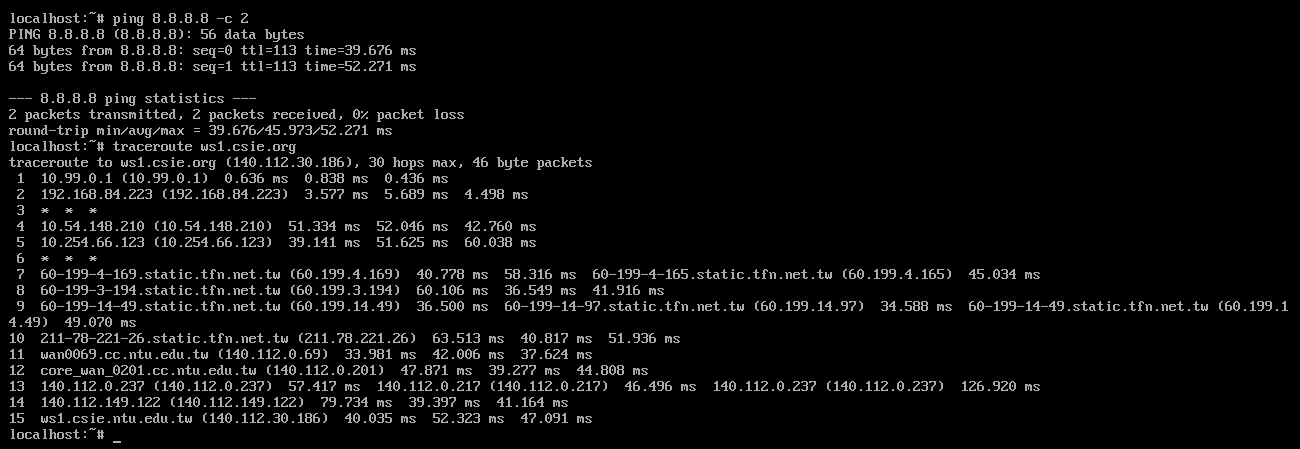 localhost:~# ping 8.8.8.8 -c 2
PING 8.8.8.8 (8.8.8.8): 56 data bytes
64 bytes from 8.8.8.8: seq=0 ttl=113 time=39.676 ms
64 bytes from 8.8.8.8: seq=1 ttl=113 time=52.271 ms

--- 8.8.8.8 ping statistics ---
2 packets transmitted, 2 packets received, 0% packet loss
round-trip min/avg/max = 39.676/45.973/52.271 ms
localhost:~# traceroute ws1.csie.org
traceroute to ws1.csie.org (140.112.30.186), 30 hops max, 46 byte packets
 1  10.99.0.1 (10.99.0.1)  0.636 ms  0.838 ms  0.436 ms
 2  192.168.84.223 (192.168.84.223)  3.577 ms  5.689 ms  4.498 ms
 3  *  *  *
 4  10.54.148.210 (10.54.148.210)  51.334 ms  52.046 ms  42.760 ms
 5  10.254.66.123 (10.254.66.123)  39.141 ms  51.625 ms  60.038 ms
 6  *  *  *
 7  60-199-4-169.static.tfn.net.tw (60.199.4.169)  40.778 ms  58.316 ms  60-199-4-165.static.tfn.net.tw (60.199.4.165)  45.034 ms
 8  60-199-3-194.static.tfn.net.tw (60.199.3.194)  60.106 ms  36.549 ms  41.916 ms
 9  60-199-14-49.static.tfn.net.tw (60.199.14.49)  36.500 ms  60-199-14-97.static.tfn.net.tw (60.199.14.97)  34.588 ms  60-199-14-49.static.tfn.net.tw (60.199.1
4.49)  49.070 ms
10  211-78-221-26.static.tfn.net.tw (211.78.221.26)  63.513 ms  40.817 ms  51.936 ms
11  wan0069.cc.ntu.edu.tw (140.112.0.69)  33.981 ms  42.006 ms  37.624 ms
12  core_wan_0201.cc.ntu.edu.tw (140.112.0.201)  47.871 ms  39.277 ms  44.808 ms
13  140.112.0.237 (140.112.0.237)  57.417 ms  140.112.0.217 (140.112.0.217)  46.496 ms  140.112.0.237 (140.112.0.237)  126.920 ms
14  140.112.149.122 (140.112.149.122)  79.734 ms  39.397 ms  41.164 ms
15  ws1.csie.ntu.edu.tw (140.112.30.186)  40.035 ms  52.323 ms  47.091 ms
localhost:~# _